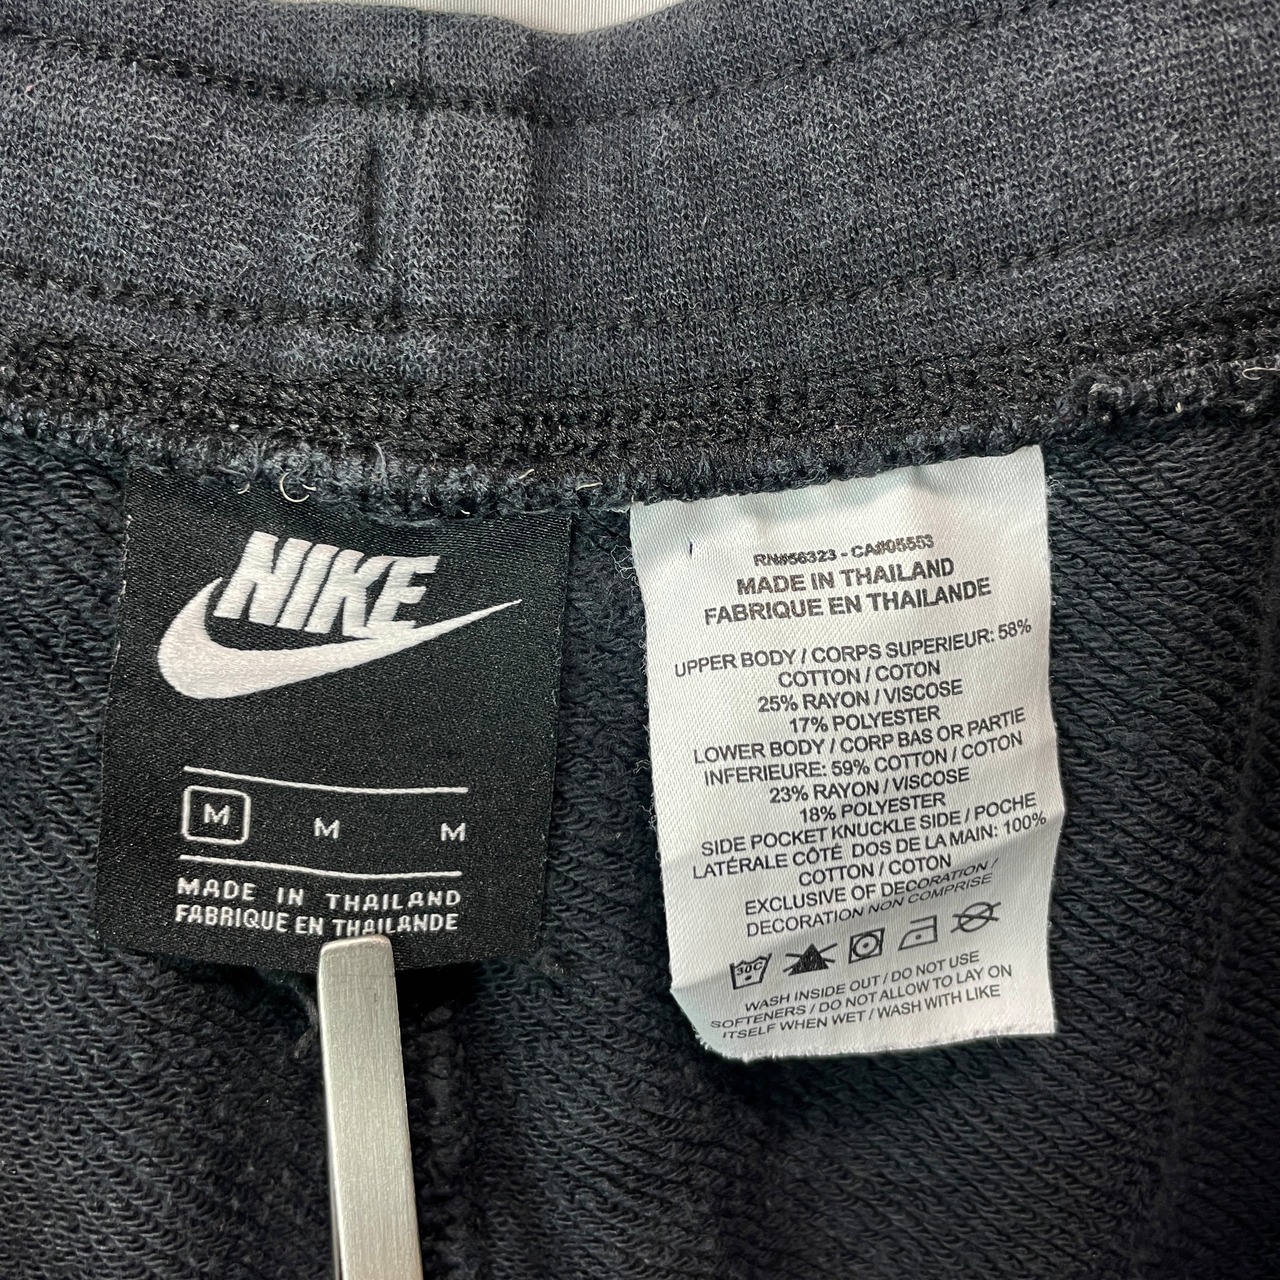 NIKE
M M M
MADE IN THAILAND
FABRIQUE EN THAILANDE
RN#56323 - CA#05553
MADE IN THAILAND
FABRIQUE EN THAILANDE
UPPER BODY / CORPS SUPERIEUR: 58%
COTTON / COTON
25% RAYON / VISCOSE
17% POLYESTER
LOWER BODY / CORP BAS OR PARTIE
INFERIEURE: 59% COTTON / COTON
23% RAYON / VISCOSE
18% POLYESTER
SIDE POCKET KNUCKLE SIDE / POCHE
LATÉRALE CÔTÉ DOS DE LA MAIN: 100%
COTTON / COTON
EXCLUSIVE OF DECORATION /
DECORATION NON COMPRISE
30C
WASH INSIDE OUT / DO NOT USE
SOFTENERS / DO NOT ALLOW TO LAY ON
ITSELF WHEN WET / WASH WITH LIKE